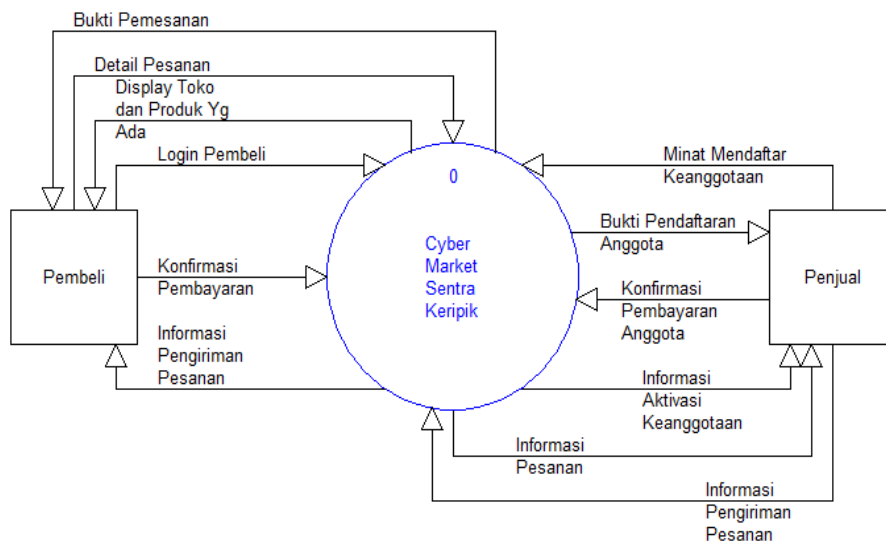 Bukti Pemesanan
Detail Pesanan
Display Toko
dan Produk Yg
Ada
Login Pembeli
Pembeli
Konfirmasi
Pembayaran
Informasi
Pengiriman
Pesanan
0
Cyber
Market
Sentra
Keripik
Minat Mendaftar
Keanggotaan
Bukti Pendaftaran
Anggota
Penjual
Konfirmasi
Pembayaran
Anggota
Informasi
Aktivasi
Keanggotaan
Informasi
Pesanan
Informasi
Pengiriman
Pesanan